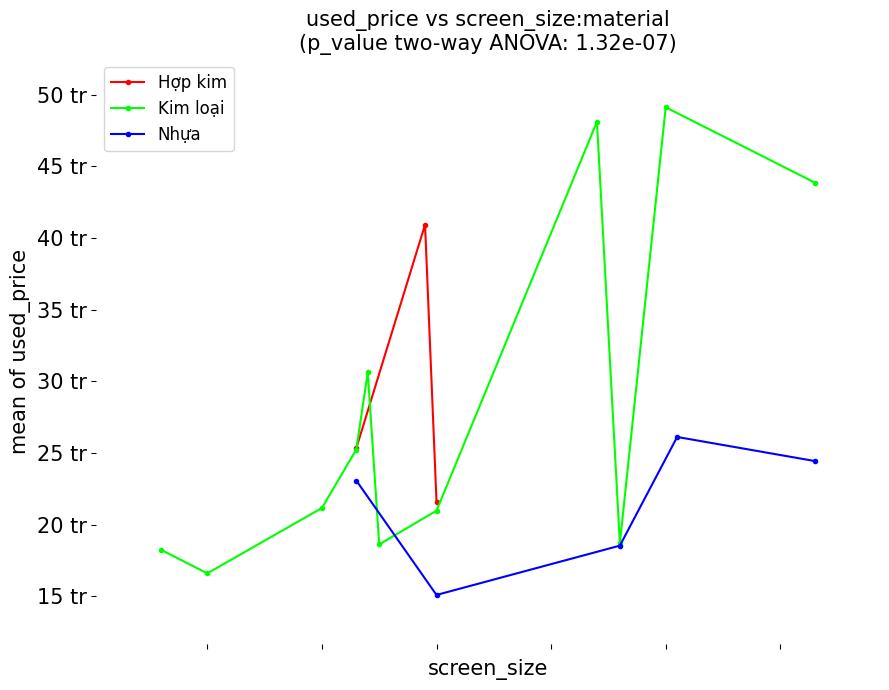 used_price vs screen_size:material
(p_value two-way ANOVA: 1.32e-07)
Hợp kim
Kim loại
Nhựa
50 tr
45 tr
40 tr
35 tr
30 tr
25 tr
20 tr
15 tr
mean of used_price
screen_size